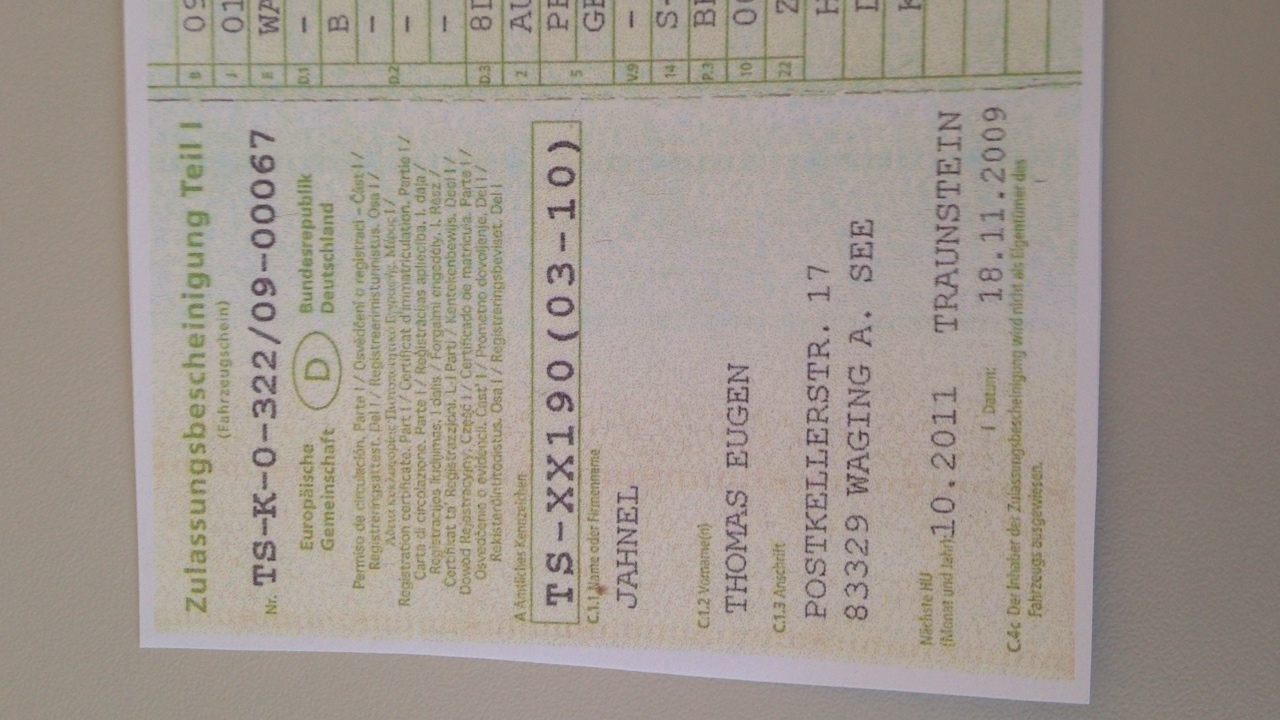 Zulassungsbescheinigung Teil I
(Fahrzeugschein)
Nr. TS-K-0-322/09-00067
Europäische Gemeinschaft
D
Bundesrepublik Deutschland
Permiso de circulación, Parte I / Osvědčení o registraci – Část I /
Registreringsattest. Del I / Registreerimistunnistus. Osa I /
Άδεια κυκλοφορίας/Πιστοποιητικό Εγγραφής. Μέρος I /
Registration certificate. Part I / Certificat d'immatriculation. Partie I /
Carta di circolazione. Parte I / Reģistrācijas apliecība. I. daļa /
Registracijos liudijimas. I dalis / Forgalmi engedély. I. Rész /
Ċertifikat ta' Reġistrazzjoni. L-I Parti / Kentekenbewijs. Deel I /
Dowód Rejestracyjny. Część I / Certificado de matrícula. Parte I /
Osvedčenie o evidencii. Časť I / Prometno dovoljenje. Del I /
Rekisteröintitodistus. Osa I / Registreringsbeviset. Del I
A Amtliches Kennzeichen
TS-XX190(03-10)
C.1.1 Name oder Firmenname
JAHNEL
C.1.2 Vorname(n)
THOMAS EUGEN
C.1.3 Anschrift
POSTKELLERSTR. 17
83329 WAGING A. SEE
Nächste HU
(Monat und Jahr): 10.2011 TRAUNSTEIN
Datum: 18.11.2009
C.4c Der Inhaber der Zulassungsbescheinigung wird nicht als Eigentümer des
Fahrzeugs ausgewiesen.
B 09
J 01
E WA
D.1 –
D.2 B
–
–
–
D.3 8D
2 AU
5 PE
GE
V.9 –
14 S-
P.3 BE
10 00
22 Z
H
D
K